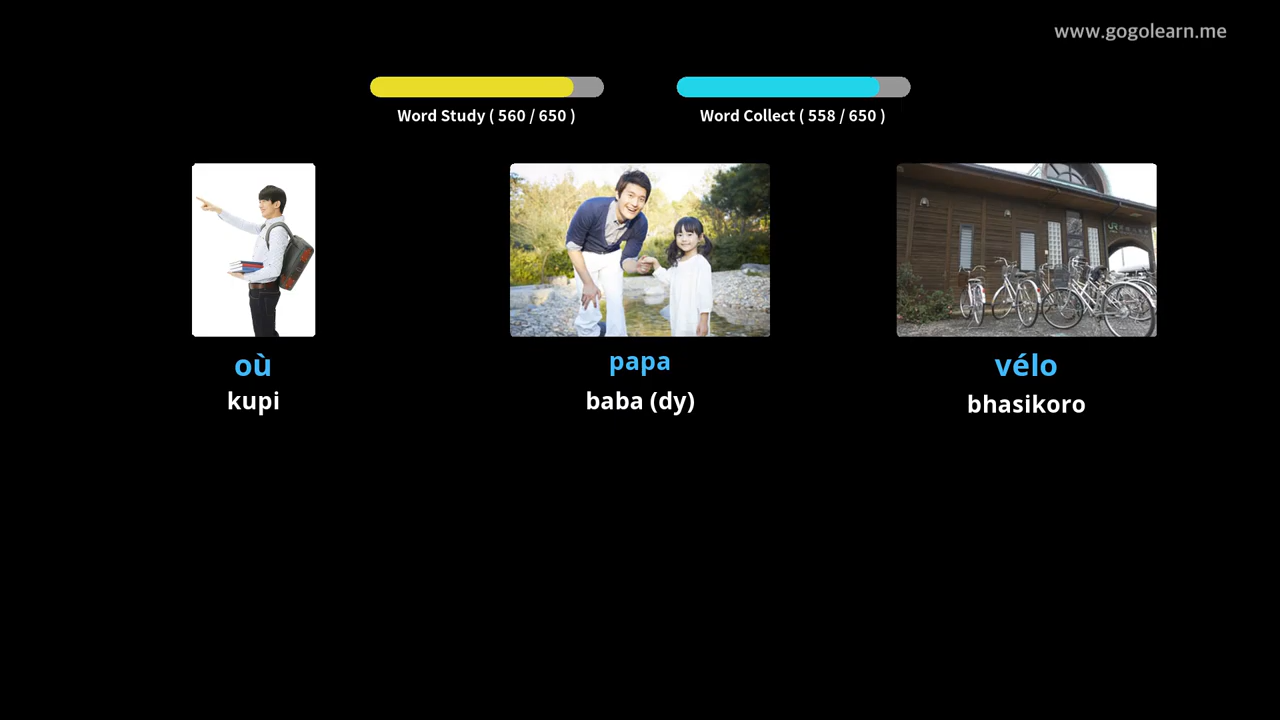 www.gogolearn.me
Word Study ( 560 / 650 )
Word Collect ( 558 / 650 )
où
papa
vélo
kupi
baba (dy)
bhasikoro